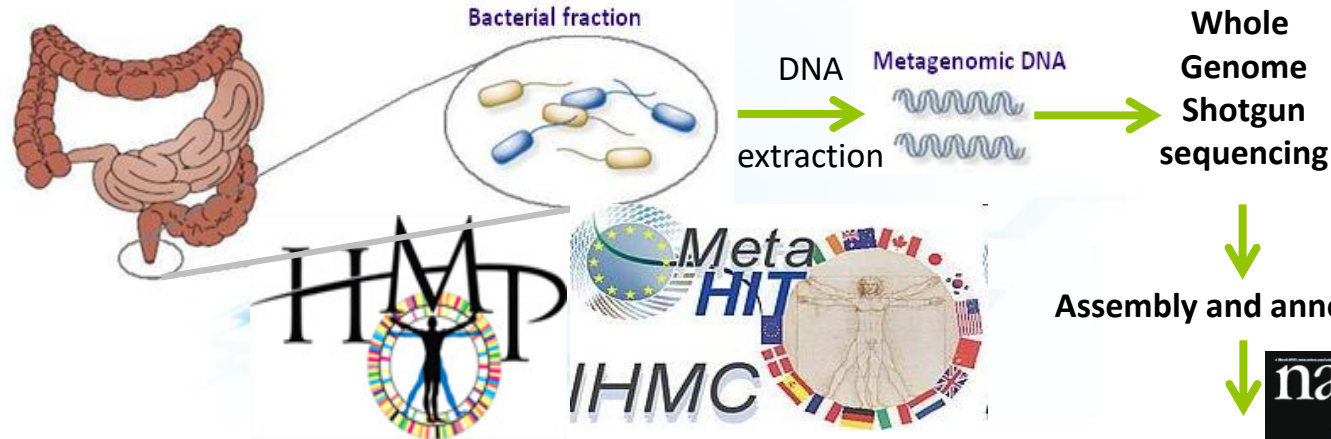 Bacterial fraction
DNA
extraction
Metagenomic DNA
Whole
Genome
Shotgun
sequencing
Assembly and anno
HMP
Meta
HIT
IHMC
na